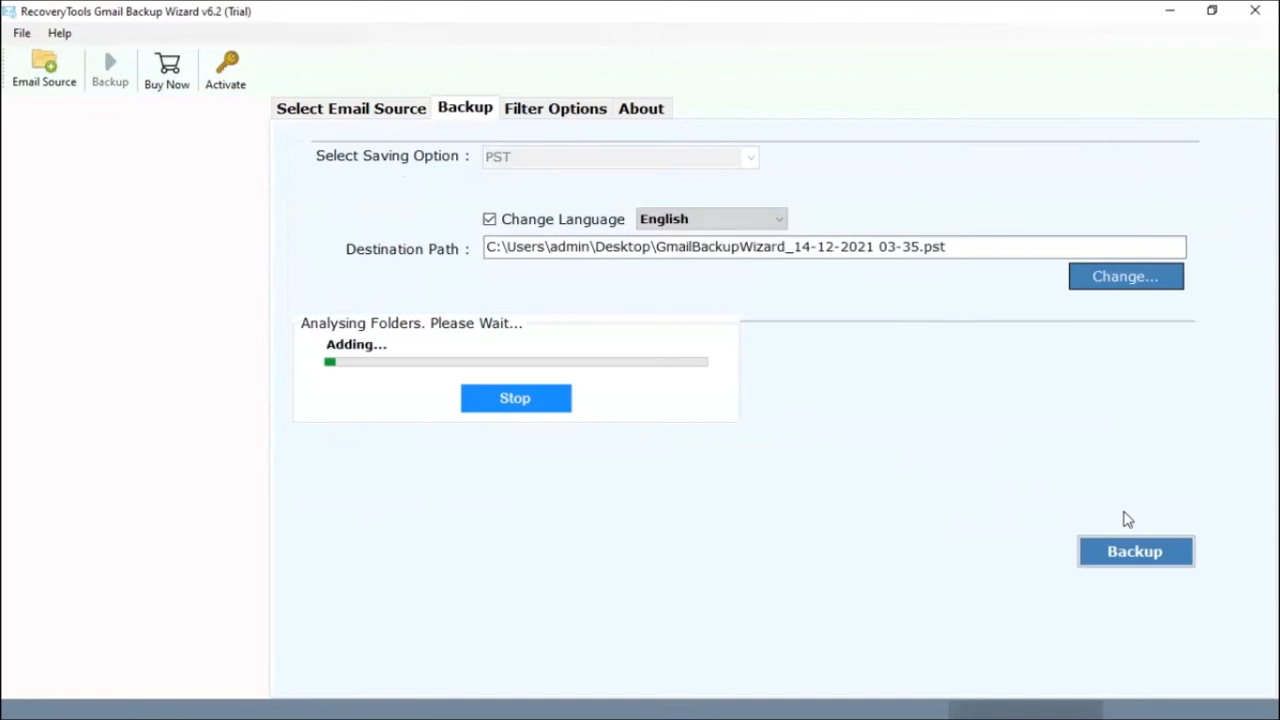 RecoveryTools Gmail Backup Wizard v6.2 (Trial)
File Help
Email Source Backup Buy Now Activate
Select Email Source Backup Filter Options About
Select Saving Option : PST
Change Language English
Destination Path : C:\Users\admin\Desktop\GmailBackupWizard_14-12-2021 03-35.pst
Change...
Analysing Folders. Please Wait...
Adding...
Stop
Backup